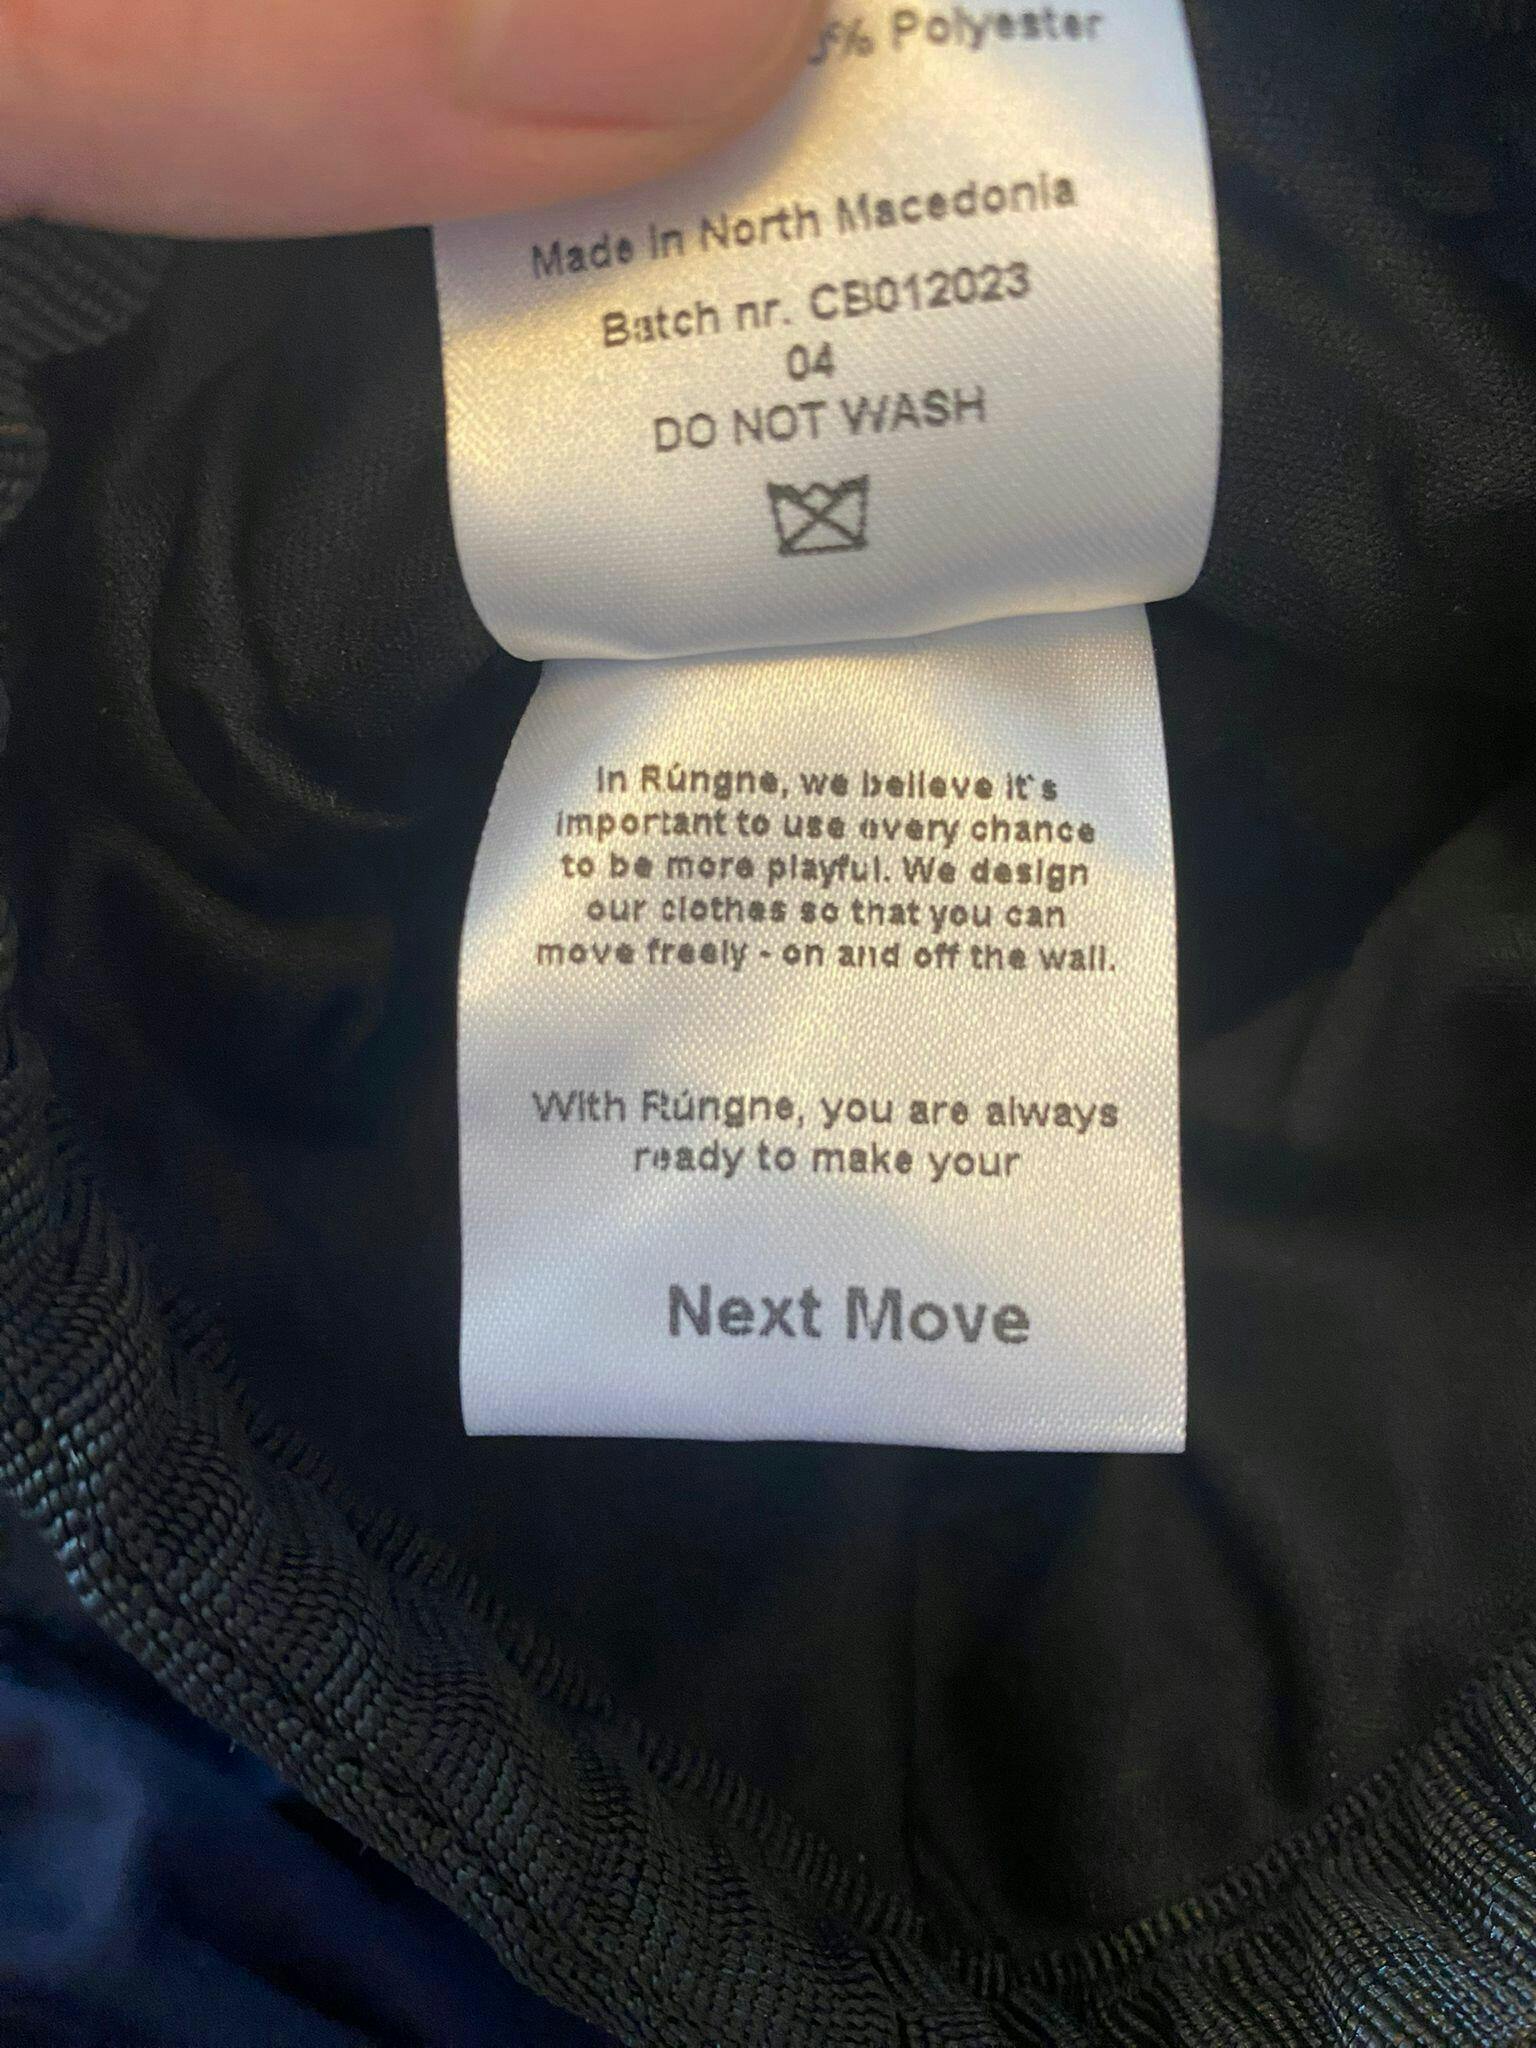 % Polyester
Made in North Macedonia
Batch nr. CB012023
04
DO NOT WASH
In Rúngne, we believe it`s
important to use every chance
to be more playful. We design
our clothes so that you can
move freely - on and off the wall.
With Rúngne, you are always
ready to make your
Next Move